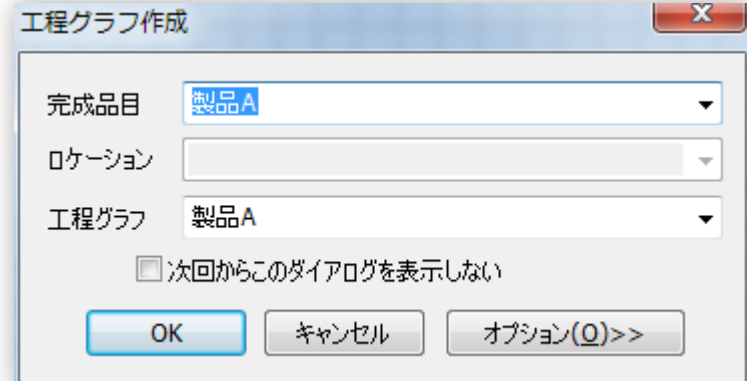 工程グラフ作成
完成品目 製品A
ロケーション
工程グラフ 製品A
次回からこのダイアログを表示しない
OK キャンセル オプション(O)>>